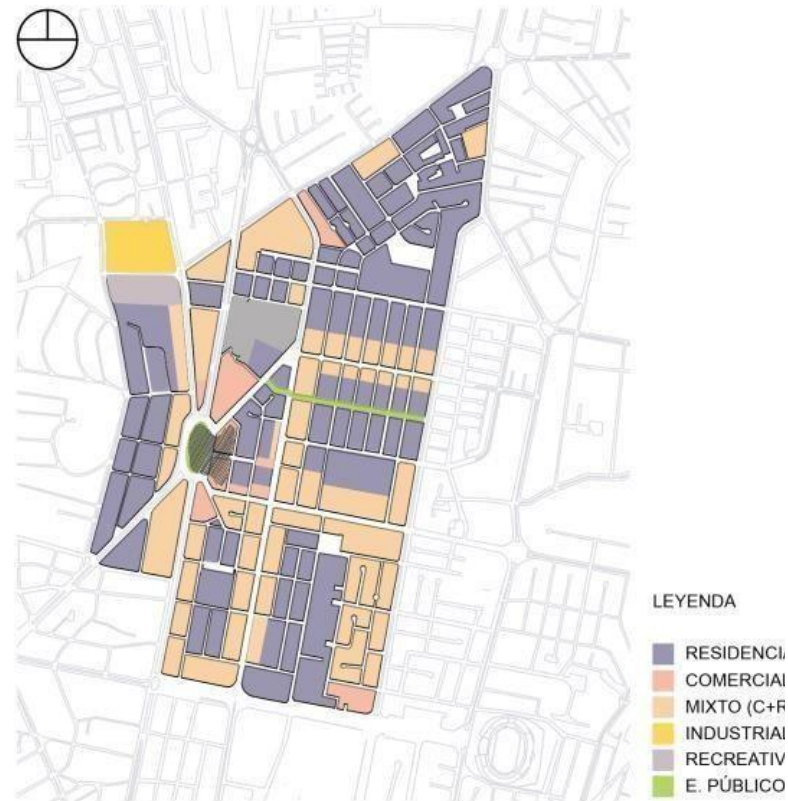 LEYENDA
RESIDENCIA
COMERCIAL
MIXTO (C+R
INDUSTRIAL
RECREATIV
E. PÚBLICO